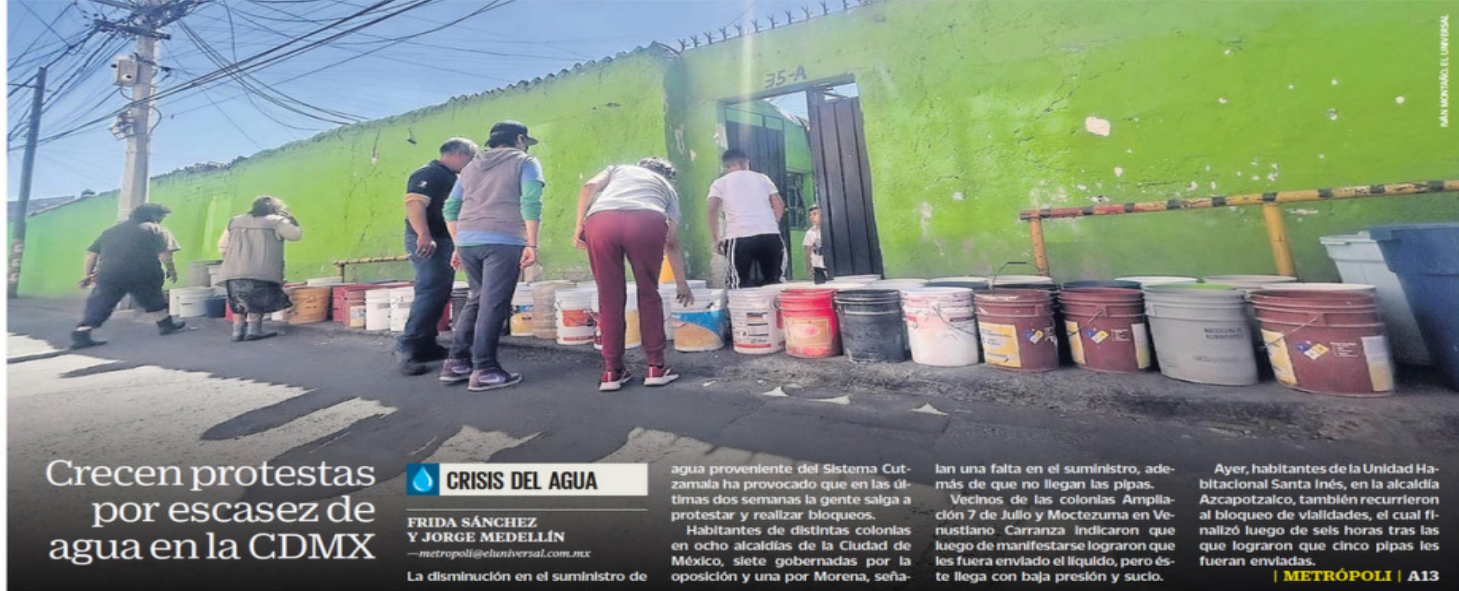 35-A
IVÁN MONTAÑO. EL UNIVERSAL
Crecen protestas
por escasez de
agua en la CDMX
CRISIS DEL AGUA
FRIDA SÁNCHEZ
Y JORGE MEDELLÍN
—metropoli@eluniversal.com.mx
La disminución en el suministro de
agua proveniente del Sistema Cut-
zamala ha provocado que en las úl-
timas dos semanas la gente salga a
protestar y realizar bloqueos.
Habitantes de distintas colonias
en ocho alcaldías de la Ciudad de
México, siete gobernadas por la
oposición y una por Morena, seña-
lan una falta en el suministro, ade-
más de que no llegan las pipas.
Vecinos de las colonias Amplia-
ción 7 de Julio y Moctezuma en Ve-
nustiano Carranza indicaron que
luego de manifestarse lograron que
les fuera enviado el líquido, pero és-
te llega con baja presión y sucio.
Ayer, habitantes de la Unidad Ha-
bitacional Santa Inés, en la alcaldía
Azcapotzalco, también recurrieron
al bloqueo de vialidades, el cual fi-
nalizó luego de seis horas tras las
que lograron que cinco pipas les
fueran enviadas.
| METRÓPOLI | A13